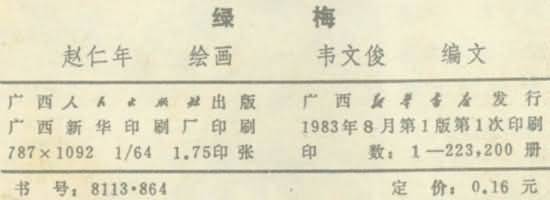 绿 梅
赵仁年 绘画 韦文俊 编文
广西人民出版社出版 广西新华书店发行
广西新华印刷厂印刷 1983年8月第1版第1次印刷
787×1092 1/64 1.75印张 印 数：1—223,200 册
书 号：8113·864 定 价：0.16 元